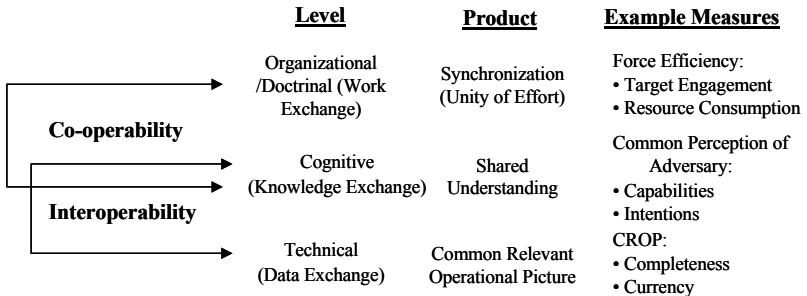 Level
Product
Example Measures
Organizational
/Doctrinal (Work
Exchange)
Synchronization
(Unity of Effort)
Force Efficiency:
• Target Engagement
• Resource Consumption
Co-operability
Cognitive
(Knowledge Exchange)
Shared
Understanding
Common Perception of
Adversary:
• Capabilities
• Intentions
Interoperability
Technical
(Data Exchange)
Common Relevant
Operational Picture
CROP:
• Completeness
• Currency